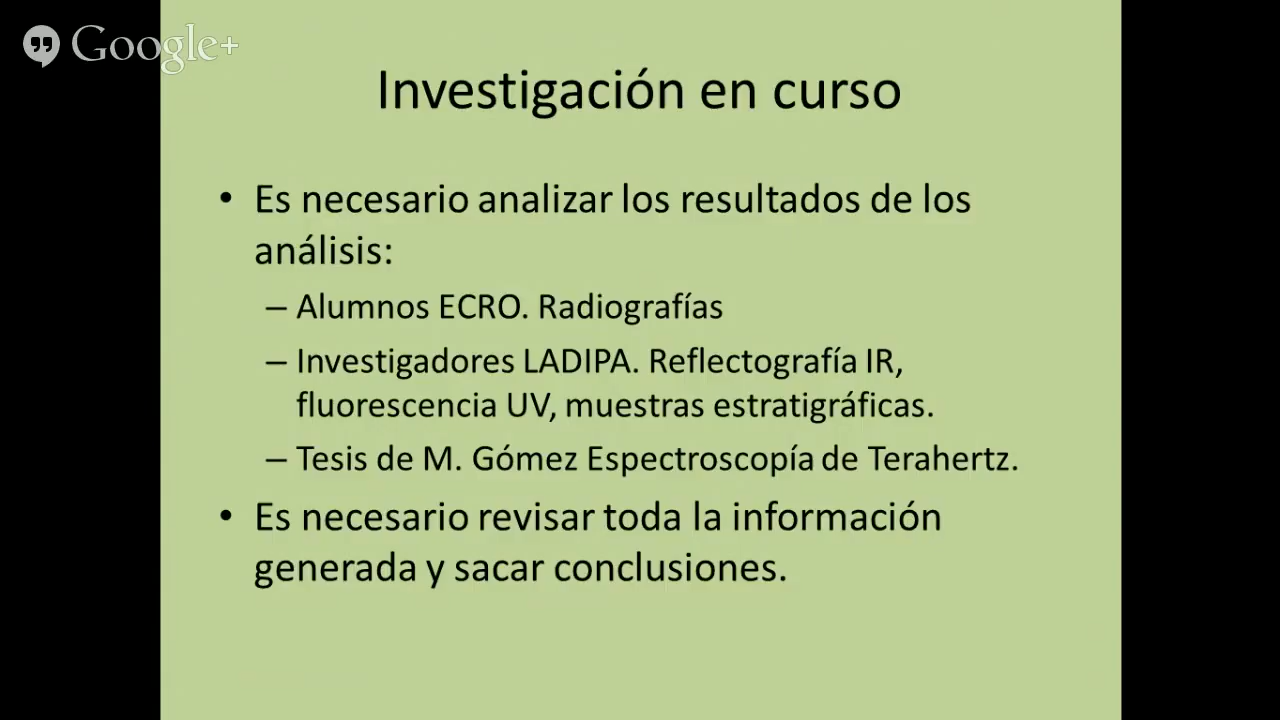 Google+
Investigación en curso
• Es necesario analizar los resultados de los
análisis:
– Alumnos ECRO. Radiografías
– Investigadores LADIPA. Reflectografía IR,
fluorescencia UV, muestras estratigráficas.
– Tesis de M. Gómez Espectroscopía de Terahertz.
• Es necesario revisar toda la información
generada y sacar conclusiones.